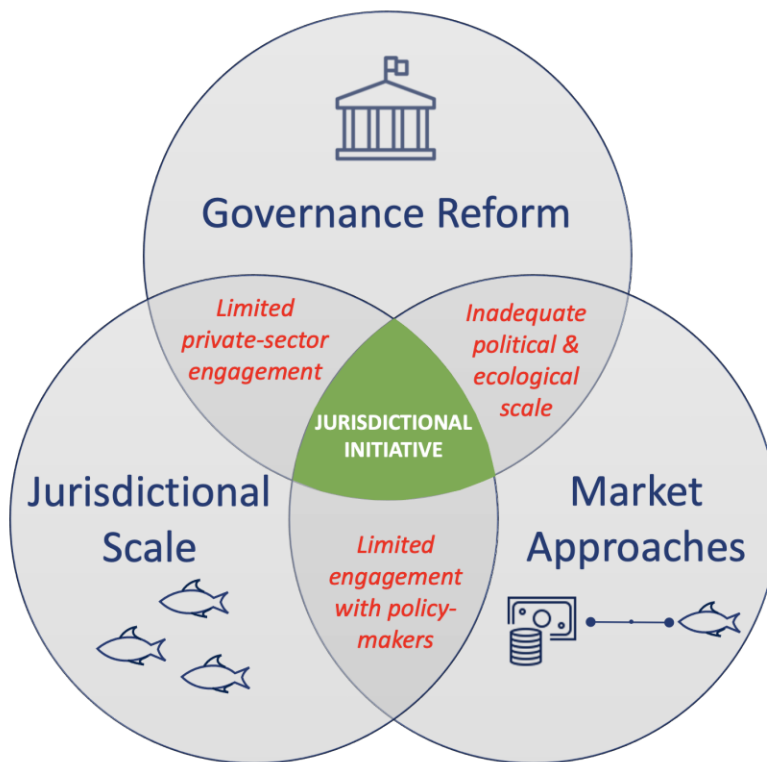 Governance Reform
Limited
private-sector
engagement
Inadequate
political &
ecological
scale
JURISDICTIONAL
INITIATIVE
Jurisdictional
Scale
Market
Approaches
Limited
engagement
with policy-
makers